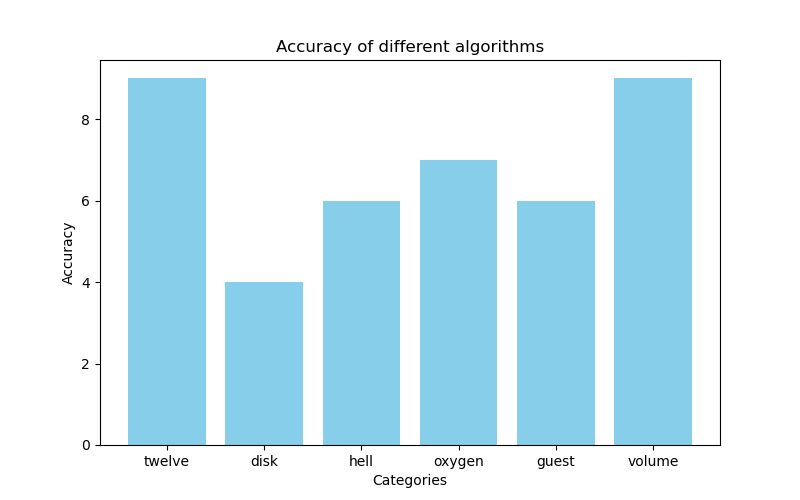 Accuracy of different algorithms
Accuracy
8
6
4
2
0
twelve disk hell oxygen guest volume
Categories